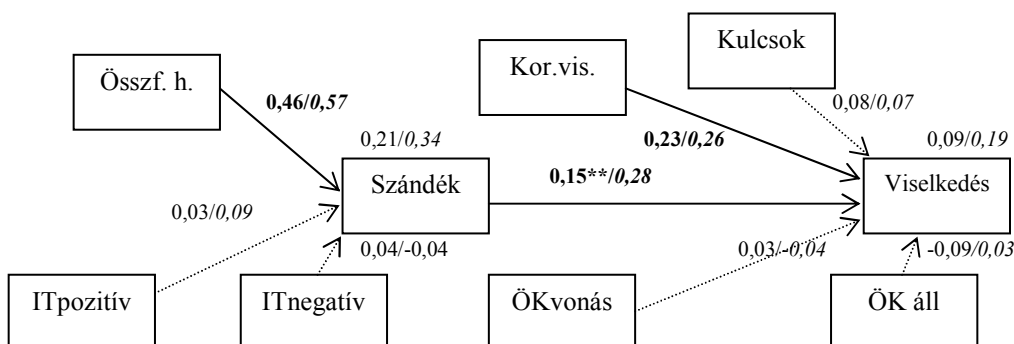 Kulcsok
Össz. h.
Kor.vis.
0,46/0,57
0,08/0,07
0,21/0,34
0,23/0,26
0,09/0,19
Szándék
0,15**/0,28
Viselkedés
0,03/0,09
0,04/-0,04
0,03/-0,04
-0,09/0,03
ITpozitív
ITnegatív
ÖKvonás
ÖK áll